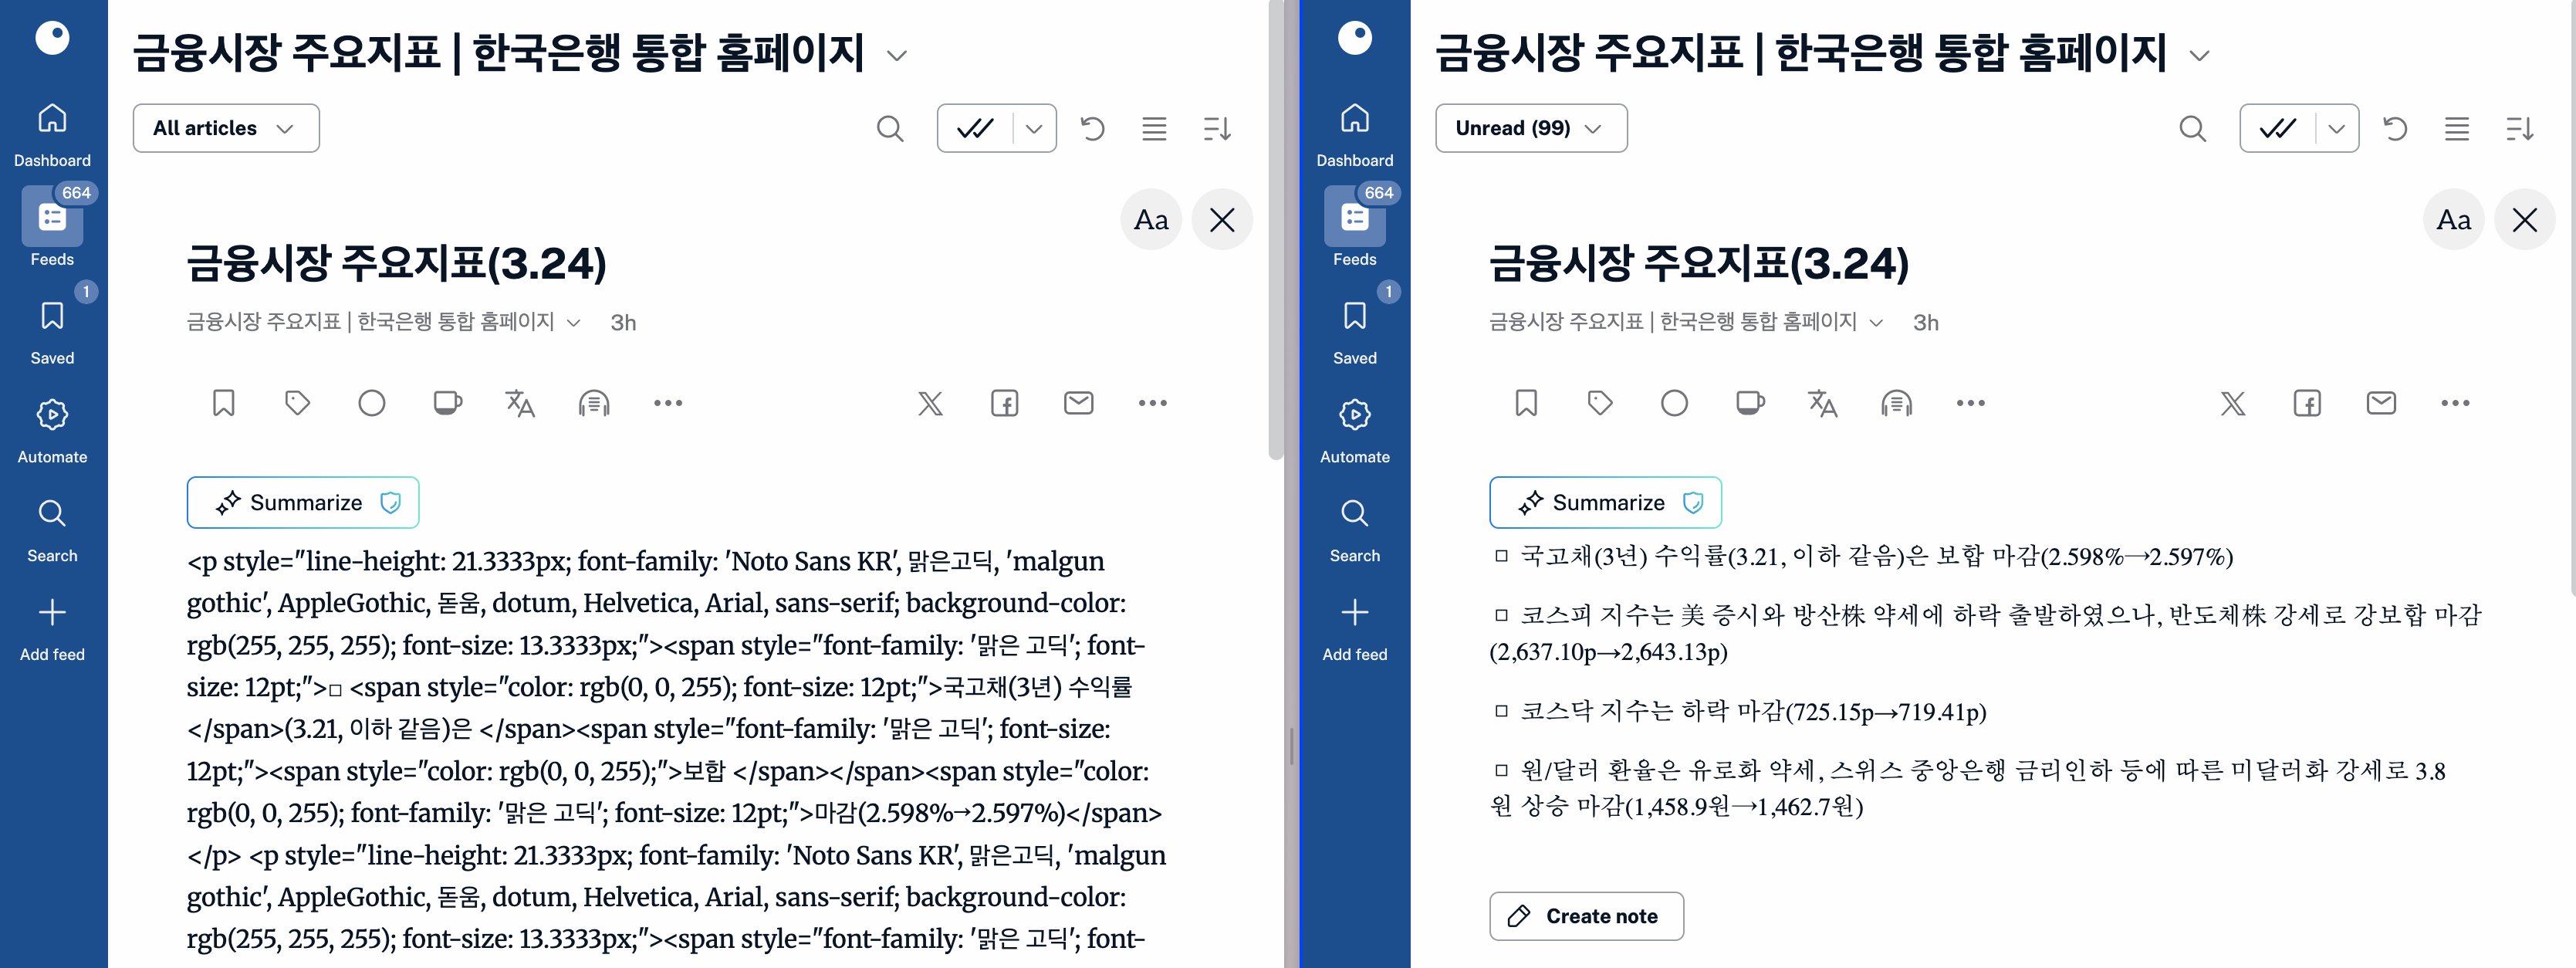 금융시장 주요지표 | 한국은행 통합 홈페이지
All articles
Dashboard
664
Feeds
1
Saved
Automate
Search
Add feed
Aa
금융시장 주요지표(3.24)
금융시장 주요지표 | 한국은행 통합 홈페이지 3h
Summarize
<p style="line-height: 21.3333px; font-family: 'Noto Sans KR', 맑은고딕, 'malgun
gothic', AppleGothic, 돋움, dotum, Helvetica, Arial, sans-serif; background-color:
rgb(255, 255, 255); font-size: 13.3333px;"><span style="font-family: '맑은 고딕'; font-
size: 12pt;">□ <span style="color: rgb(0, 0, 255); font-size: 12pt;">국고채(3년) 수익률
</span>(3.21, 이하 같음)은 </span><span style="font-family: '맑은 고딕'; font-size:
12pt;"><span style="color: rgb(0, 0, 255);">보합 </span></span><span style="color:
rgb(0, 0, 255); font-family: '맑은 고딕'; font-size: 12pt;">마감(2.598%→2.597%)</span>
</p> <p style="line-height: 21.3333px; font-family: 'Noto Sans KR', 맑은고딕, 'malgun
gothic', AppleGothic, 돋움, dotum, Helvetica, Arial, sans-serif; background-color:
rgb(255, 255, 255); font-size: 13.3333px;"><span style="font-family: '맑은 고딕'; font-
금융시장 주요지표 | 한국은행 통합 홈페이지
Unread (99)
Dashboard
664
Feeds
1
Saved
Automate
Search
Add feed
Aa
금융시장 주요지표(3.24)
금융시장 주요지표 | 한국은행 통합 홈페이지 3h
Summarize
□ 국고채(3년) 수익률(3.21, 이하 같음)은 보합 마감(2.598%→2.597%)
□ 코스피 지수는 美 증시와 방산株 약세에 하락 출발하였으나, 반도체株 강세로 강보합 마감
(2,637.10p→2,643.13p)
□ 코스닥 지수는 하락 마감(725.15p→719.41p)
□ 원/달러 환율은 유로화 약세, 스위스 중앙은행 금리인하 등에 따른 미달러화 강세로 3.8
원 상승 마감(1,458.9원→1,462.7원)
Create note